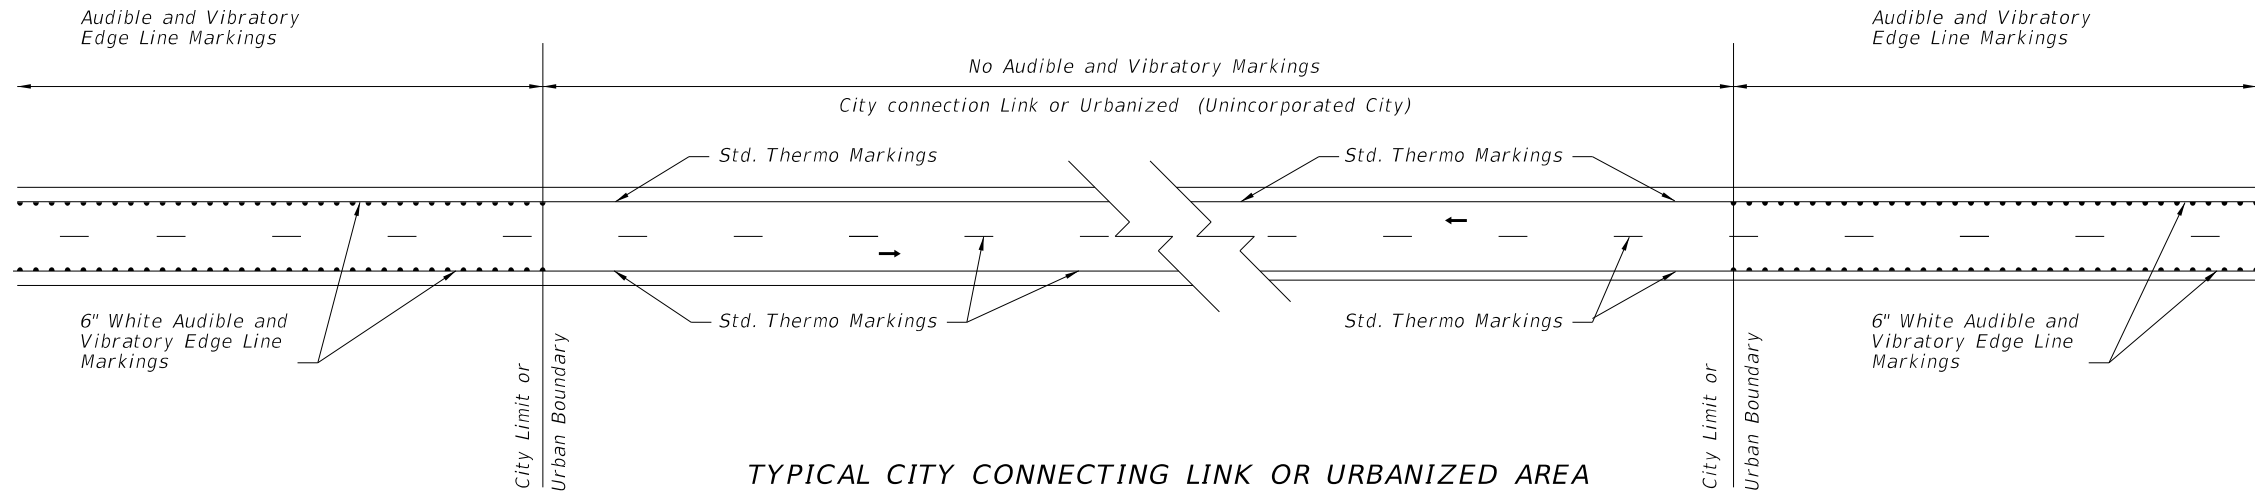 Audible and Vibratory
Edge Line Markings
Audible and Vibratory
Edge Line Markings
No Audible and Vibratory Markings
City connection Link or Urbanized (Unincorporated City)
Std. Thermo Markings
Std. Thermo Markings
6" White Audible and
Vibratory Edge Line
Markings
Std. Thermo Markings
Std. Thermo Markings
6" White Audible and
Vibratory Edge Line
Markings
City Limit or
Urban Boundary
City Limit or
Urban Boundary
TYPICAL CITY CONNECTING LINK OR URBANIZED AREA